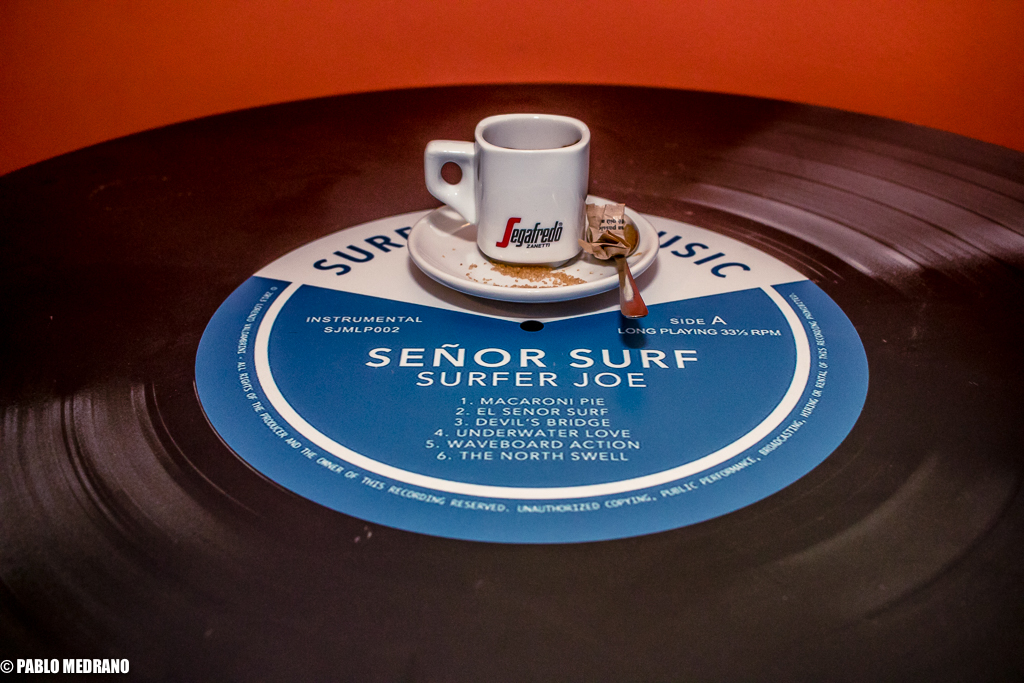 Segafredo
ZANETTI
SURF
USIC
INSTRUMENTAL
SJMLP002
SIDE A
LONG PLAYING 33⅓ RPM
SEÑOR SURF
SURFER JOE
1. MACARONI PIE
2. EL SENOR SURF
3. DEVIL'S BRIDGE
4. UNDERWATER LOVE
5. WAVEBOARD ACTION
6. THE NORTH SWELL
LORENZO VALDAMBRINI - ALL RIGHTS OF THE PRODUCER AND THE OWNER OF THIS RECORDING RESERVED. UNAUTHORIZED COPYING, PUBLIC PERFORMANCE, BROADCASTING, HIRING OR RENTAL OF THIS RECORDING PROHIBITED.
© PABLO MEDRANO